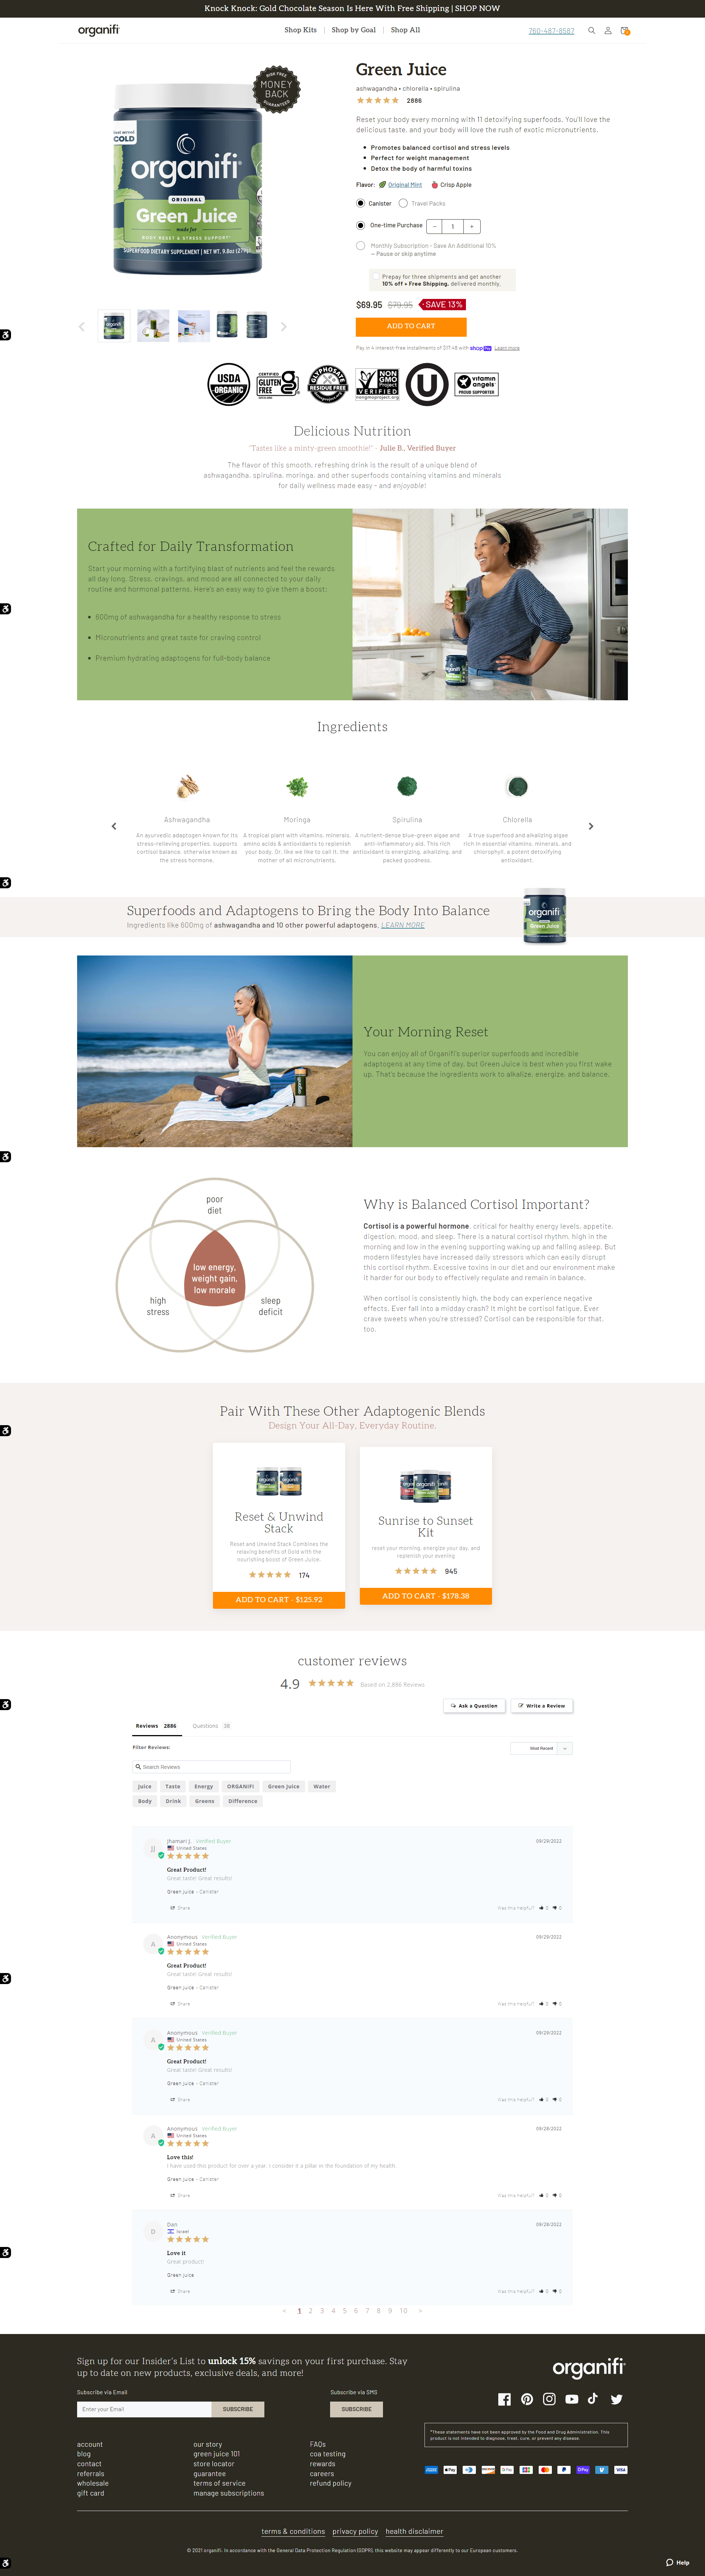 Knock Knock: Gold Chocolate Season Is Here With Free Shipping | SHOP NOW
organifi
Shop Kits | Shop by Goal | Shop All
760-487-8587
RISK FREE
MONEY
BACK
GUARANTEED
best served
COLD
organifi
ORIGINAL
Green Juice
made for
BODY RESET & STRESS SUPPORT
SUPERFOOD DIETARY SUPPLEMENT | NET WT. 9.8oz (279g)
Green Juice
ashwagandha • chlorella • spirulina
2886
Reset your body every morning with 11 detoxifying superfoods. You'll love the
delicious taste, and your body will love the rush of exotic micronutrients.
Promotes balanced cortisol and stress levels
Perfect for weight management
Detox the body of harmful toxins
Flavor: Original Mint Crisp Apple
Canister Travel Packs
One-time Purchase − 1 +
Monthly Subscription - Save An Additional 10%
— Pause or skip anytime
Prepay for three shipments and get another
10% off + Free Shipping, delivered monthly.
$69.95 $79.95 SAVE 13%
ADD TO CART
Pay in 4 interest-free installments of $17.48 with shop Pay Learn more
USDA
ORGANIC
CERTIFIED
GLUTEN
FREE
GLYPHOSATE
RESIDUE FREE
NON
GMO
Project
VERIFIED
nongmoproject.org
U
vitamin
angels
PROUD SUPPORTER
Delicious Nutrition
"Tastes like a minty-green smoothie!" - Julie B., Verified Buyer
The flavor of this smooth, refreshing drink is the result of a unique blend of
ashwagandha, spirulina, moringa, and other superfoods containing vitamins and minerals
for daily wellness made easy – and enjoyable!
Crafted for Daily Transformation
Start your morning with a fortifying blast of nutrients and feel the rewards
all day long. Stress, cravings, and mood are all connected to your daily
routine and hormonal patterns. Here's an easy way to give them a boost:
600mg of ashwagandha for a healthy response to stress
Micronutrients and great taste for craving control
Premium hydrating adaptogens for full-body balance
Ingredients
Ashwagandha
An ayurvedic adaptogen known for its
stress-relieving properties, supports
cortisol balance, otherwise known as
the stress hormone.
Moringa
A tropical plant with vitamins, minerals,
amino acids & antioxidants to replenish
your body. Or, like we like to call it, the
mother of all micronutrients.
Spirulina
A nutrient-dense blue-green algae and
anti-inflammatory aid. This rich
antioxidant is energizing, alkalizing, and
packed goodness.
Chlorella
A true superfood and alkalizing algae
rich in essential vitamins, minerals, and
chlorophyll, a potent detoxifying
antioxidant.
Superfoods and Adaptogens to Bring the Body Into Balance
Ingredients like 600mg of ashwagandha and 10 other powerful adaptogens. LEARN MORE
organifi
Green Juice
Your Morning Reset
You can enjoy all of Organifi's superior superfoods and incredible
adaptogens at any time of day, but Green Juice is best when you first wake
up. That's because the ingredients work to alkalize, energize, and balance.
poor
diet
low energy,
weight gain,
low morale
high
stress
sleep
deficit
Why is Balanced Cortisol Important?
Cortisol is a powerful hormone, critical for healthy energy levels, appetite,
digestion, mood, and sleep. There is a natural cortisol rhythm, high in the
morning and low in the evening supporting waking up and falling asleep. But
modern lifestyles have increased daily stressors which can easily disrupt
this cortisol rhythm. Excessive toxins in our diet and our environment make
it harder for our body to effectively regulate and remain in balance.
When cortisol is consistently high, the body can experience negative
effects. Ever fall into a midday crash? It might be cortisol fatigue. Ever
crave sweets when you're stressed? Cortisol can be responsible for that,
too.
Pair With These Other Adaptogenic Blends
Design Your All-Day, Everyday Routine.
organifi
Reset & Unwind
Stack
Reset and Unwind Stack Combines the
relaxing benefits of Gold with the
nourishing boost of Green Juice.
174
ADD TO CART - $125.92
organifi
Sunrise to Sunset
Kit
reset your morning, energize your day, and
replenish your evening
945
ADD TO CART - $178.38
customer reviews
4.9 Based on 2,886 Reviews
Ask a Question Write a Review
Reviews 2886 Questions 38
Filter Reviews:
Most Recent
Search Reviews
Juice Taste Energy ORGANIFI Green Juice Water
Body Drink Greens Difference
JJ
Jhamari J. Verified Buyer 09/29/2022
United States
Great Product!
Great taste! Great results!
Green Juice - Canister
Share Was this helpful? 0 0
A
Anonymous Verified Buyer 09/29/2022
United States
Great Product!
Great taste! Great results!
Green Juice - Canister
Share Was this helpful? 0 0
A
Anonymous Verified Buyer 09/29/2022
United States
Great Product!
Great taste! Great results!
Green Juice - Canister
Share Was this helpful? 0 0
A
Anonymous Verified Buyer 09/28/2022
United States
Love this!
I have used this product for over a year. I consider it a pillar in the foundation of my health.
Green Juice - Canister
Share Was this helpful? 0 0
D
Dan 09/28/2022
Israel
Love it
Great product!
Green Juice
Share Was this helpful? 0 0
< 1 2 3 4 5 6 7 8 9 10 >
Sign up for our Insider's List to unlock 15% savings on your first purchase. Stay
up to date on new products, exclusive deals, and more!
Subscribe via Email
Enter your Email SUBSCRIBE
Subscribe via SMS
SUBSCRIBE
organifi
*These statements have not been approved by the Food and Drug Administration. This
product is not intended to diagnose, treat, cure, or prevent any disease.
account
blog
contact
referrals
wholesale
gift card
our story
green juice 101
store locator
guarantee
terms of service
manage subscriptions
FAQs
coa testing
rewards
careers
refund policy
terms & conditions privacy policy health disclaimer
© 2021 organifi. In accordance with the General Data Protection Regulation (GDPR), this website may appear differently to our European customers.
Help